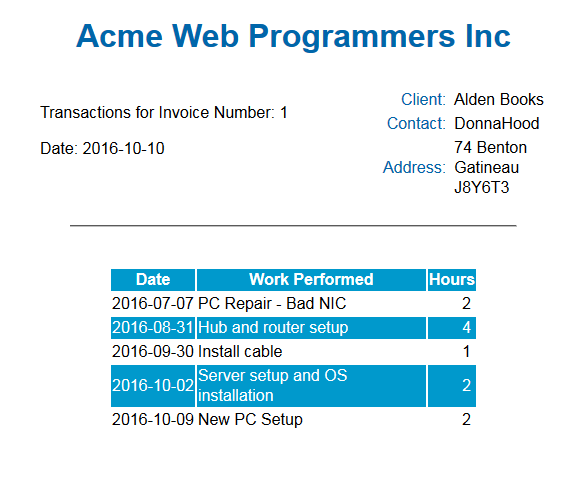 Acme Web Programmers Inc
Transactions for Invoice Number: 1
Date: 2016-10-10
Client: Alden Books
Contact: DonnaHood
Address: 74 Benton
Gatineau
J8Y6T3
Date Work Performed Hours
2016-07-07 PC Repair - Bad NIC 2
2016-08-31 Hub and router setup 4
2016-09-30 Install cable 1
2016-10-02 Server setup and OS
installation 2
2016-10-09 New PC Setup 2